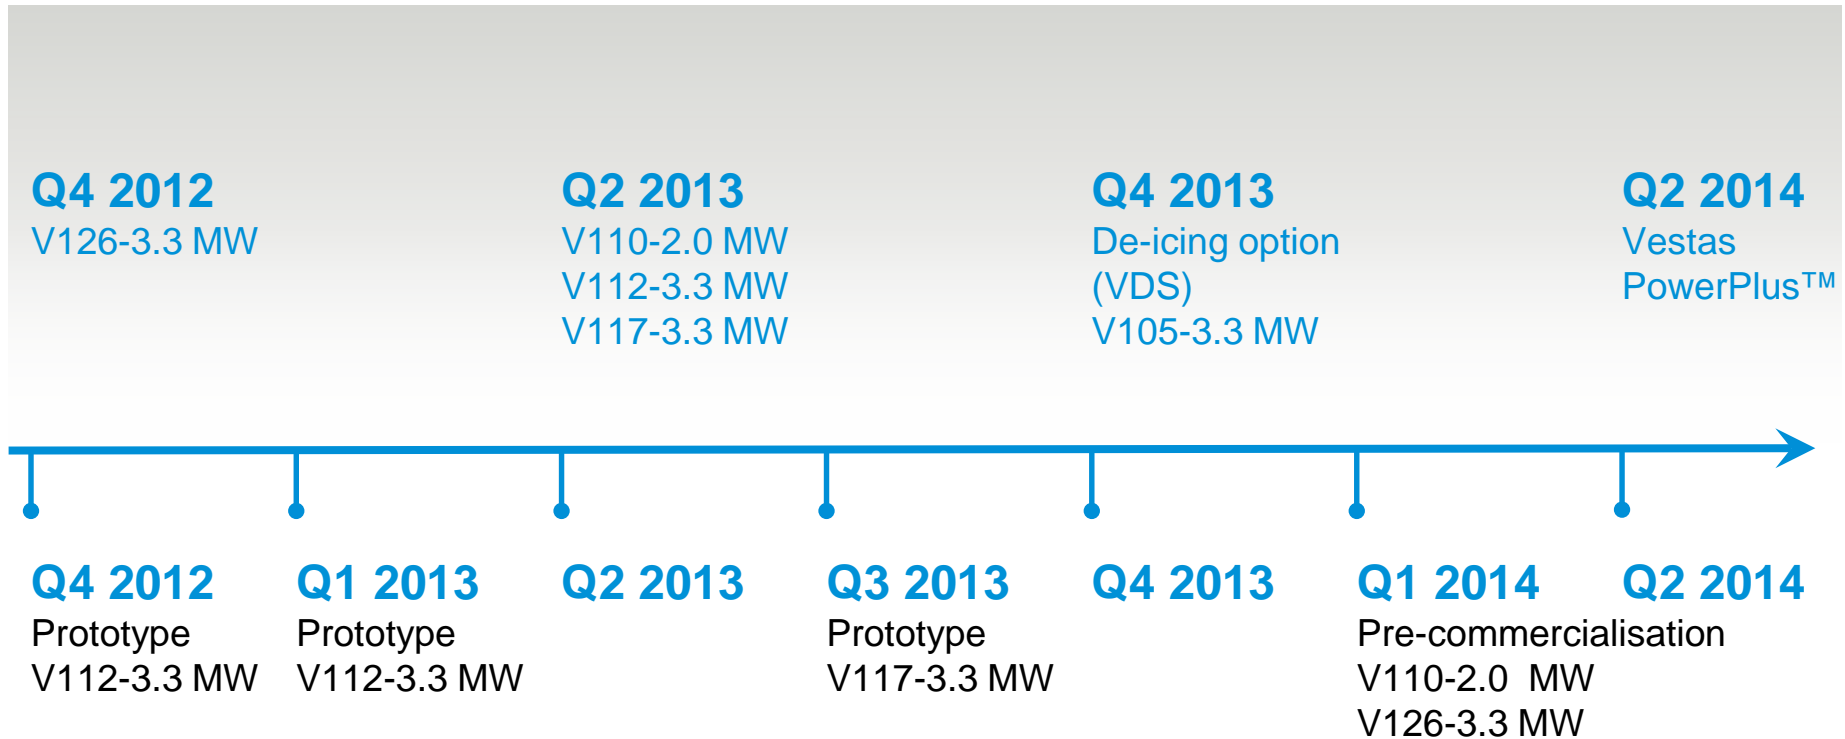 Q4 2012
V126-3.3 MW
Q2 2013
V110-2.0 MW
V112-3.3 MW
V117-3.3 MW
Q4 2013
De-icing option
(VDS)
V105-3.3 MW
Q2 2014
Vestas
PowerPlus™
Q4 2012
Prototype
V112-3.3 MW
Q1 2013
Prototype
V112-3.3 MW
Q2 2013
Q3 2013
Prototype
V117-3.3 MW
Q4 2013
Q1 2014
Pre-commercialisation
V110-2.0 MW
V126-3.3 MW
Q2 2014